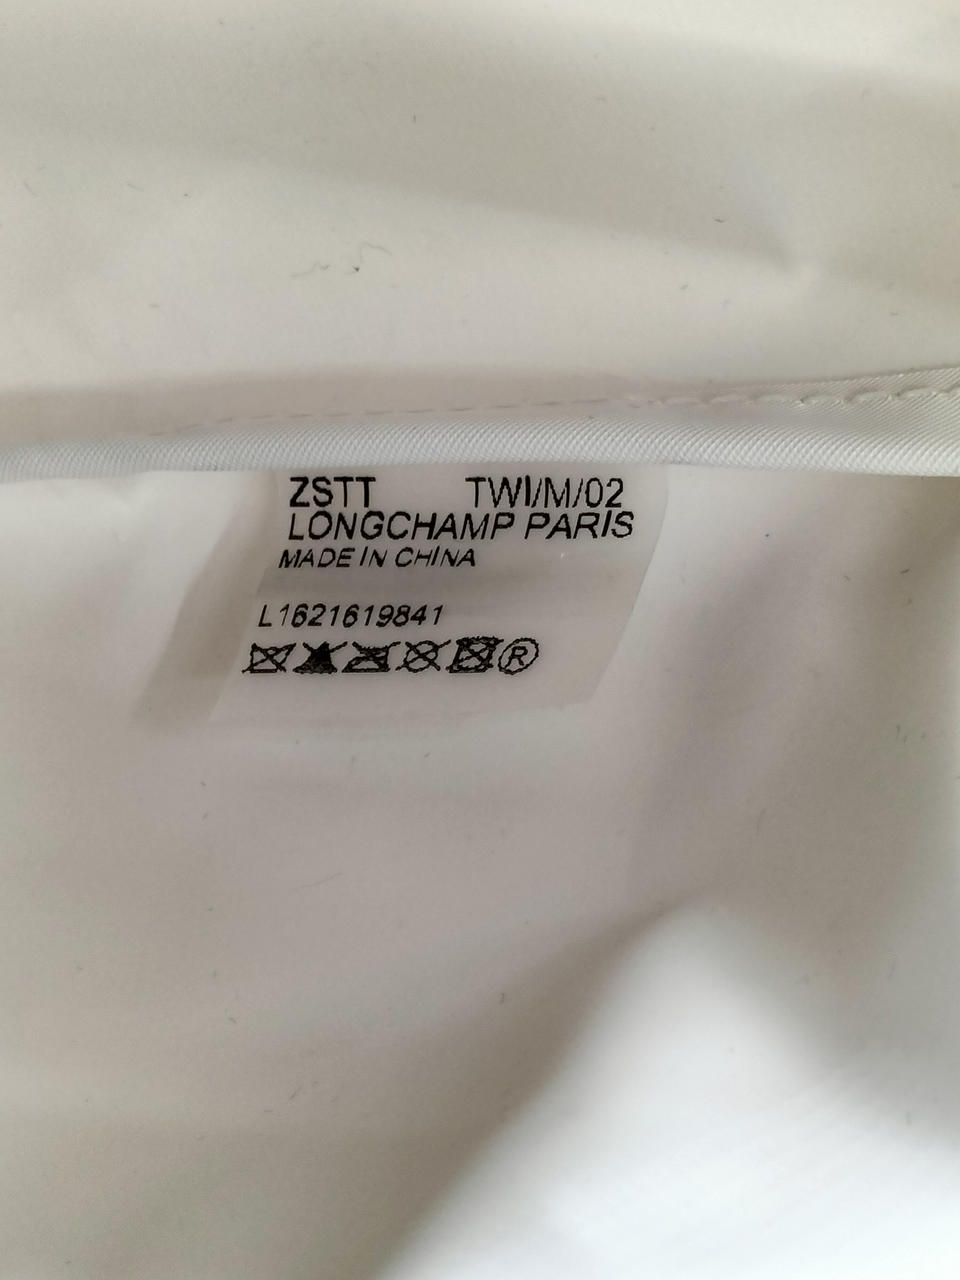 ZSTT TWI/M/02
LONGCHAMP PARIS
MADE IN CHINA
L1621619841
Ⓡ